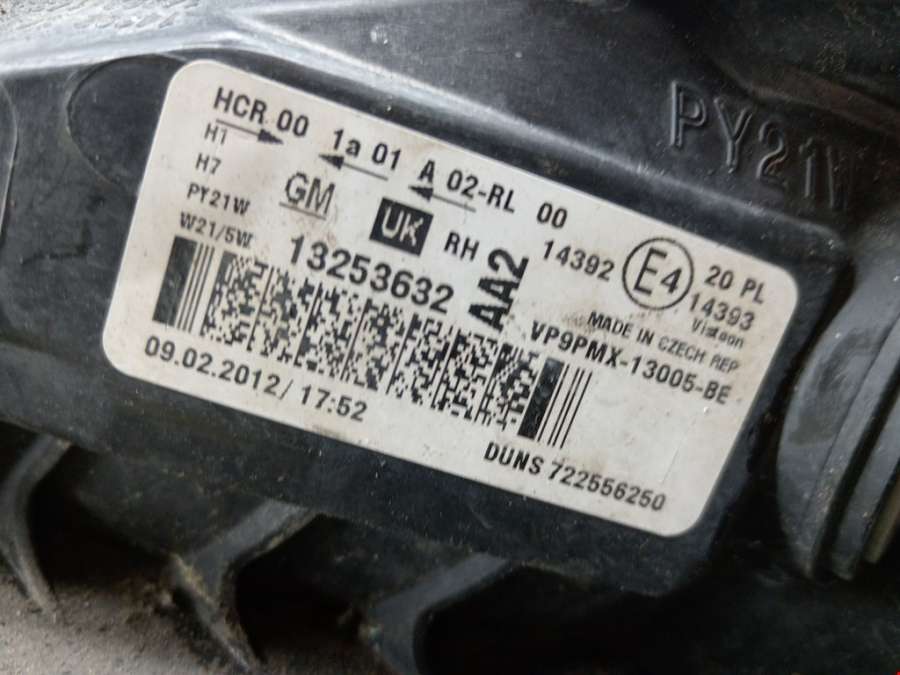 HCR 00 1a 01 A 02-RL 00
H1
H7
PY21W
W21/5W
GM
UK
RH
AA2
13253632
14392 E4 20 PL
14393
Visteon
MADE IN CZECH REP
VP9PMX-13005-BE
09.02.2012/ 17:52
DUNS 722556250
PY21W